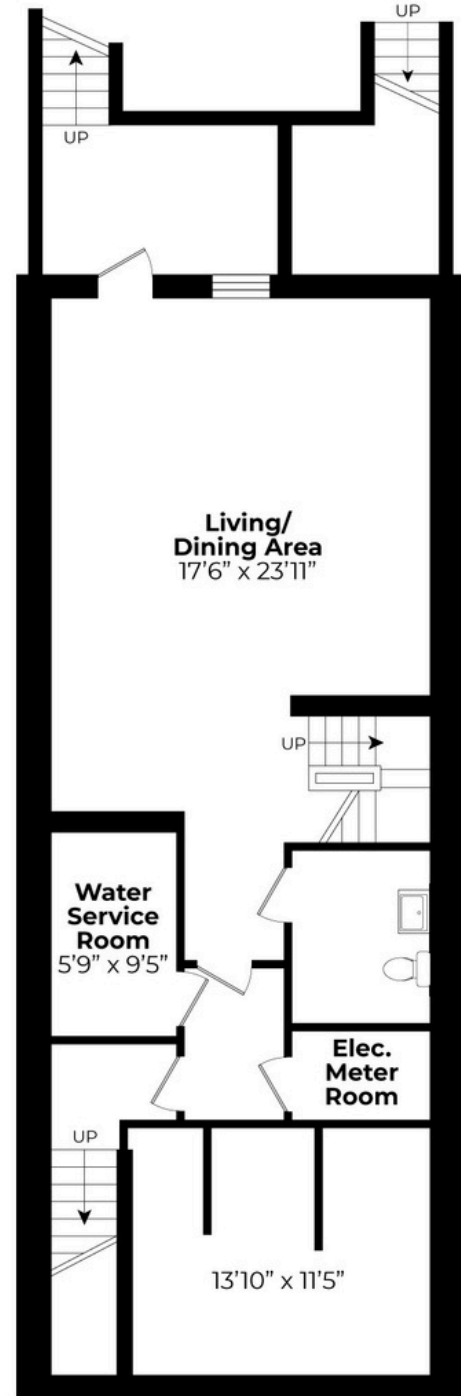 UP
UP
Living/
Dining Area
17’6” x 23’11”
UP
Water
Service
Room
5’9” x 9’5”
Elec.
Meter
Room
UP
13’10” x 11’5”